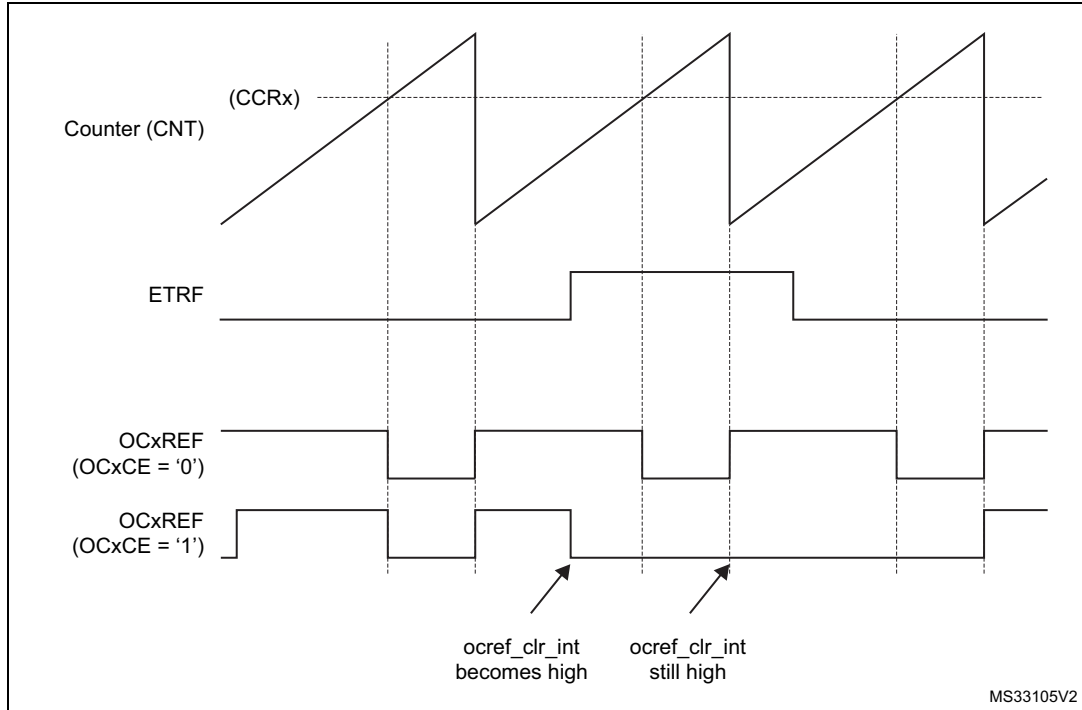 (CCRx)
Counter (CNT)
ETRF
OCxREF
(OCxCE = ‘0’)
OCxREF
(OCxCE = ‘1’)
ocref_clr_int
becomes high
ocref_clr_int
still high
MS33105V2